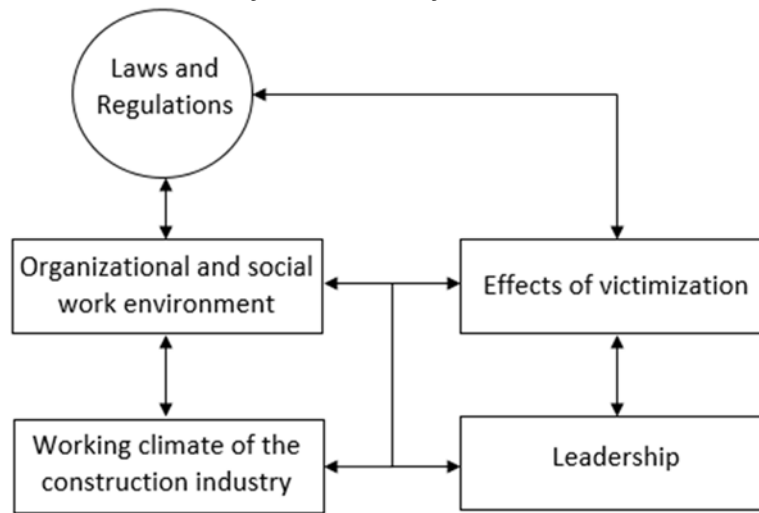 Laws and
Regulations
Organizational and social
work environment
Effects of victimization
Working climate of the
construction industry
Leadership